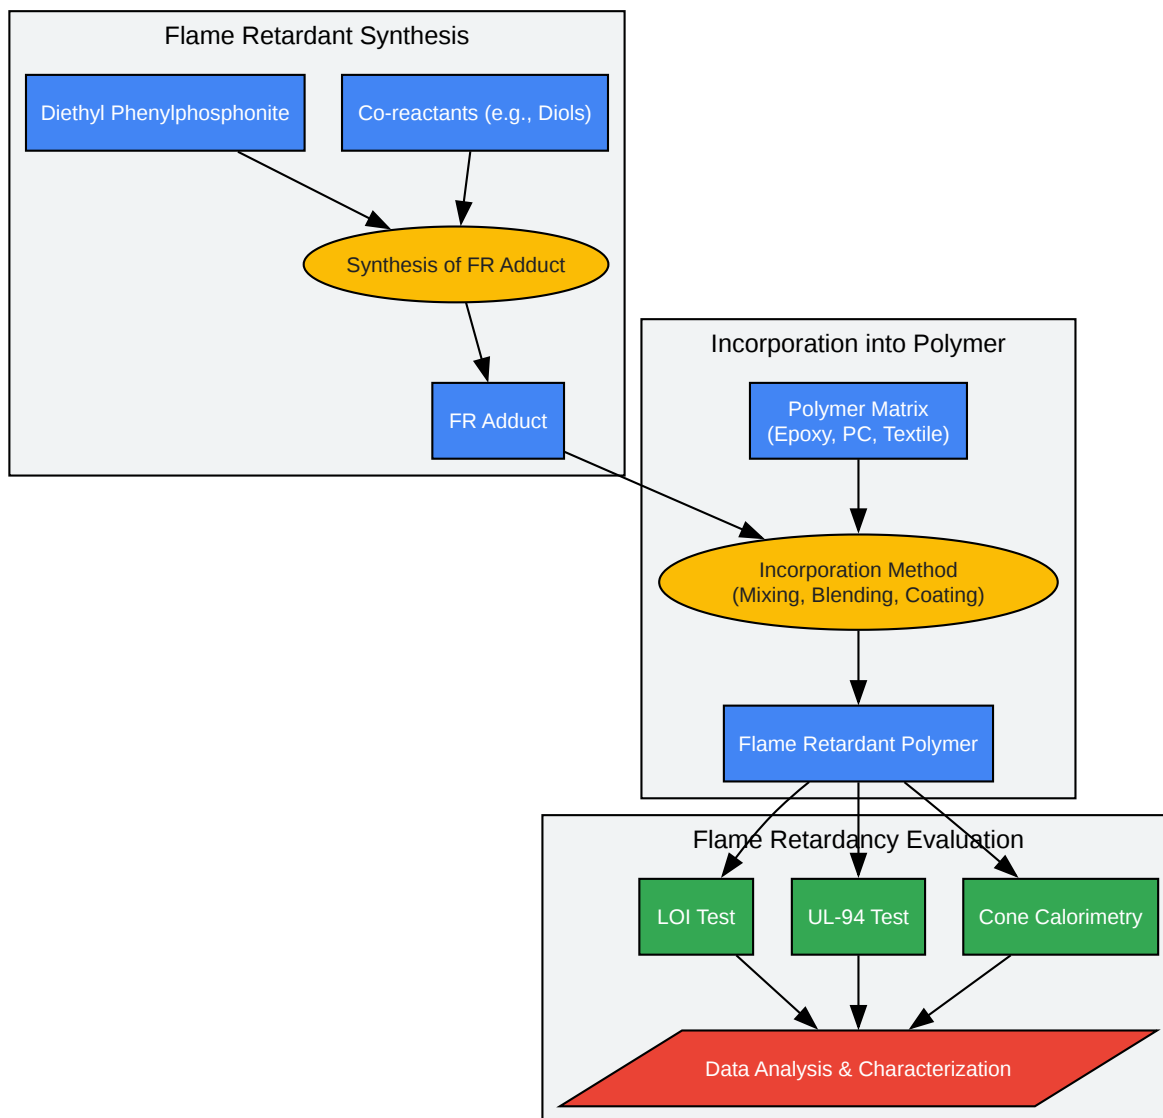 Flame Retardant Synthesis
Diethyl Phenylphosphonite
Co-reactants (e.g., Diols)
Synthesis of FR Adduct
FR Adduct
Incorporation into Polymer
Polymer Matrix
(Epoxy, PC, Textile)
Incorporation Method
(Mixing, Blending, Coating)
Flame Retardant Polymer
Flame Retardancy Evaluation
LOI Test
UL-94 Test
Cone Calorimetry
Data Analysis & Characterization